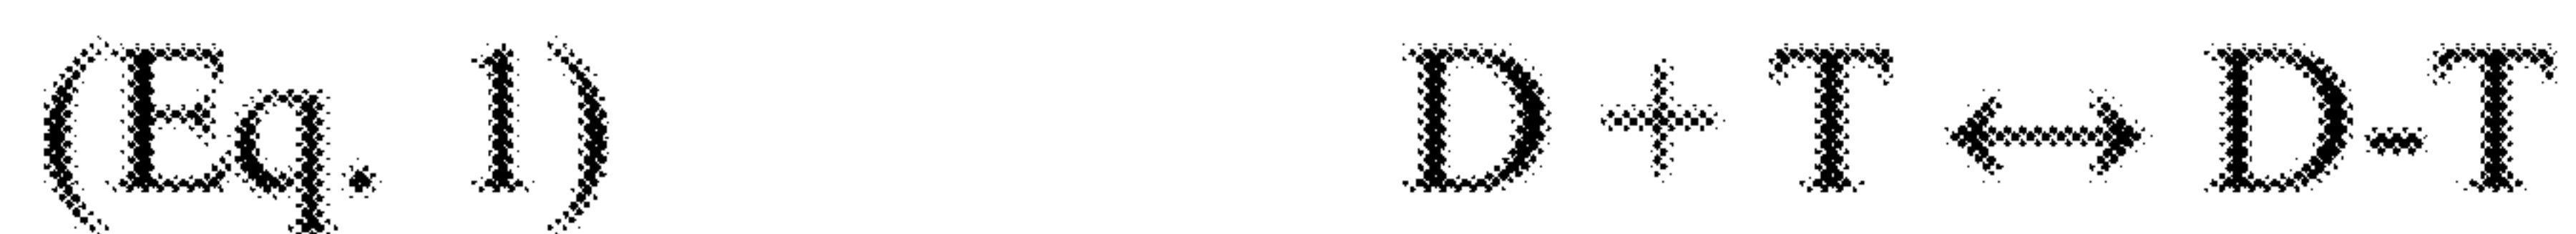 (Eq. 1) D + T ↔ D-T